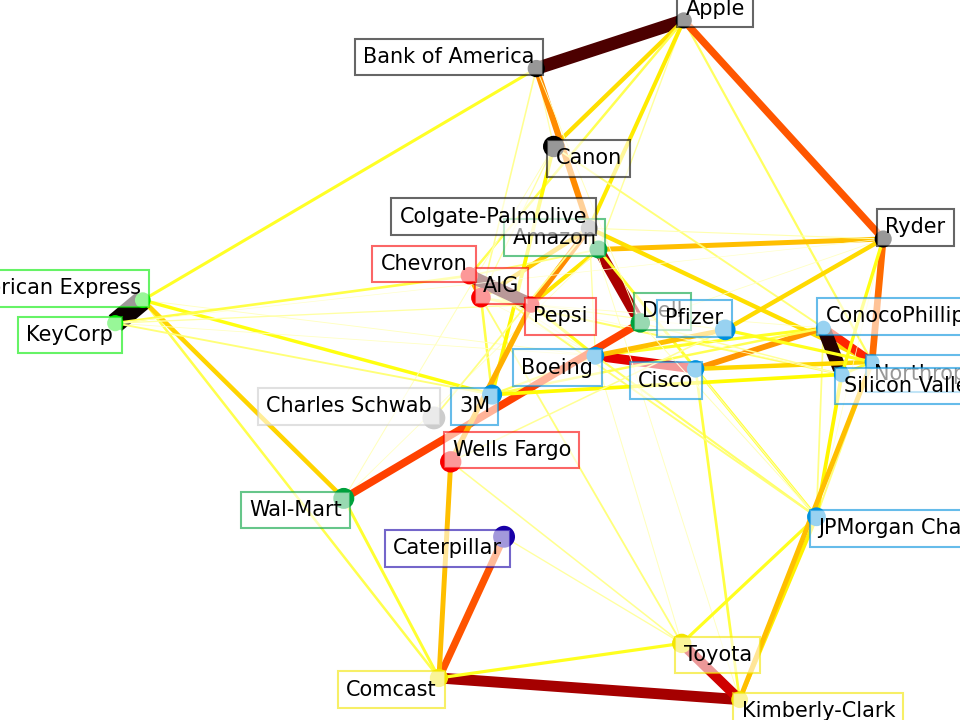 Apple
Bank of America
Canon
Colgate-Palmolive
Ryder
Amazon
Chevron
AIG
rican Express
Pepsi
Dell
Pfizer
ConocoPhillip
KeyCorp
Boeing
Cisco
Northrop
Silicon Valle
Charles Schwab
3M
Wells Fargo
Wal-Mart
JPMorgan Cha
Caterpillar
Toyota
Comcast
Kimberly-Clark